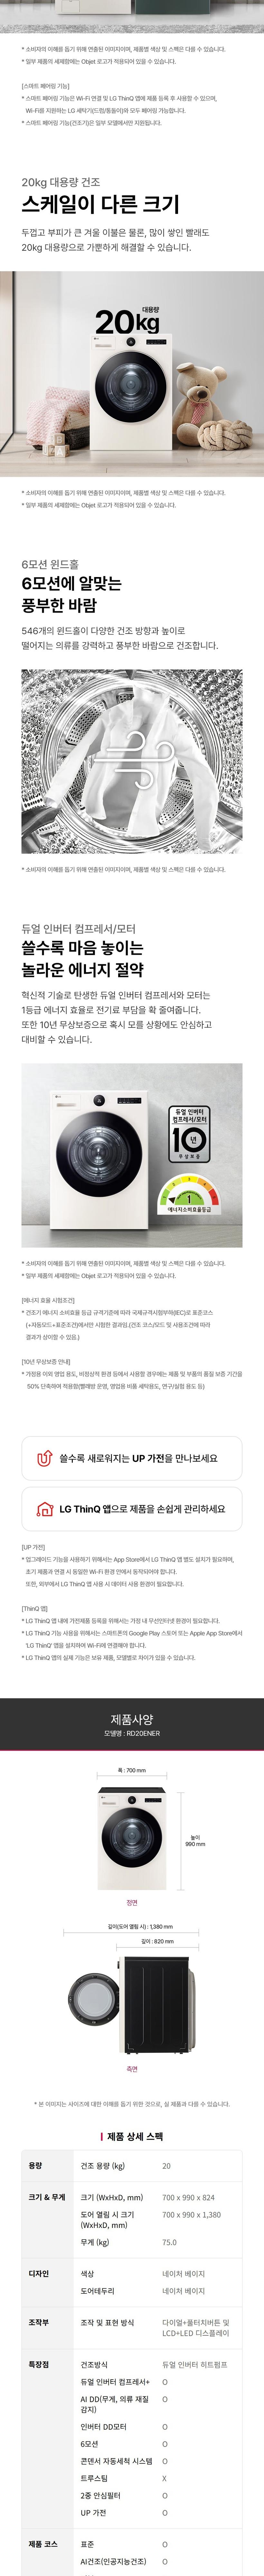 * 소비자의 이해를 돕기 위해 연출된 이미지이며, 제품별 색상 및 스펙은 다를 수 있습니다.
* 일부 제품의 세제함에는 Objet 로고가 적용되어 있을 수 있습니다.
[스마트 페어링 기능]
* 스마트 페어링 기능은 Wi-Fi 연결 및 LG ThinQ 앱에 제품 등록 후 사용할 수 있으며,
Wi-Fi를 지원하는 LG 세탁기(드럼/통돌이)와 모두 페어링 가능합니다.
* 스마트 페어링 기능(건조기)은 일부 모델에서만 지원됩니다.
20kg 대용량 건조
스케일이 다른 크기
두껍고 부피가 큰 겨울 이불은 물론, 많이 쌓인 빨래도
20kg 대용량으로 가뿐하게 해결할 수 있습니다.
대용량
20kg
A
* 소비자의 이해를 돕기 위해 연출된 이미지이며, 제품별 색상 및 스펙은 다를 수 있습니다.
* 일부 제품의 세제함에는 Objet 로고가 적용되어 있을 수 있습니다.
6모션 윈드홀
6모션에 알맞는
풍부한 바람
546개의 윈드홀이 다양한 건조 방향과 높이로
떨어지는 의류를 강력하고 풍부한 바람으로 건조합니다.
* 소비자의 이해를 돕기 위해 연출된 이미지이며, 제품별 색상 및 스펙은 다를 수 있습니다.
듀얼 인버터 컴프레서/모터
쓸수록 마음 놓이는
놀라운 에너지 절약
혁신적 기술로 탄생한 듀얼 인버터 컴프레서와 모터는
1등급 에너지 효율로 전기료 부담을 확 줄여줍니다.
또한 10년 무상보증으로 혹시 모를 상황에도 안심하고
대비할 수 있습니다.
듀얼 인버터
컴프레서/모터
10년
무상보증
1
에너지소비효율등급
* 소비자의 이해를 돕기 위해 연출된 이미지이며, 제품별 색상 및 스펙은 다를 수 있습니다.
* 일부 제품의 세제함에는 Objet 로고가 적용되어 있을 수 있습니다.
[에너지 효율 시험조건]
* 건조기 에너지 소비효율 등급 규격기준에 따라 국제규격시험부하(IEC)로 표준코스
(+자동모드+표준조건)에서만 시험한 결과임.(건조 코스/모드 및 사용조건에 따라
결과가 상이할 수 있음.)
[10년 무상보증 안내]
* 가정용 이외 영업 용도, 비정상적 환경 등에서 사용할 경우에는 제품 및 부품의 품질 보증 기간을
50% 단축하여 적용함(빨래방 운영, 영업용 비품 세탁용도, 연구/실험 용도 등)
쓸수록 새로워지는 UP 가전을 만나보세요
LG ThinQ 앱으로 제품을 손쉽게 관리하세요
[UP 가전]
* 업그레이드 기능을 사용하기 위해서는 App Store에서 LG ThinQ 앱 별도 설치가 필요하며,
초기 제품과 연결 시 동일한 Wi-Fi 환경 안에서 동작되어야 합니다.
또한, 외부에서 LG ThinQ 앱 사용 시 데이터 사용 환경이 필요합니다.
[ThinQ 앱]
* LG ThinQ 앱 내에 가전제품 등록을 위해서는 가정 내 무선인터넷 환경이 필요합니다.
* LG ThinQ 기능 사용을 위해서는 스마트폰의 Google Play 스토어 또는 Apple App Store에서
'LG ThinQ' 앱을 설치하여 Wi-Fi에 연결해야 합니다.
* LG ThinQ 앱의 실제 기능은 보유 제품, 모델별로 차이가 있을 수 있습니다.
제품사양
모델명 : RD20ENER
폭 : 700 mm
높이
990 mm
정면
깊이(도어 열림 시) : 1,380 mm
깊이 : 820 mm
측면
* 본 이미지는 사이즈에 대한 이해를 돕기 위한 것으로, 실 제품과 다를 수 있습니다.
제품 상세 스펙
용량 건조 용량 (kg) 20
크기 & 무게 크기 (WxHxD, mm) 700 x 990 x 824
도어 열림 시 크기 700 x 990 x 1,380
(WxHxD, mm)
무게 (kg) 75.0
디자인 색상 네이처 베이지
도어테두리 네이처 베이지
조작부 조작 및 표현 방식 다이얼+풀터치버튼 및
LCD+LED 디스플레이
특장점 건조방식 듀얼 인버터 히트펌프
듀얼 인버터 컴프레서+ O
AI DD(무게, 의류 재질 O
감지)
인버터 DD모터 O
6모션 O
콘덴서 자동세척 시스템 O
트루스팀 X
2중 안심필터 O
UP 가전 O
제품 코스 표준 O
AI건조(인공지능건조) O